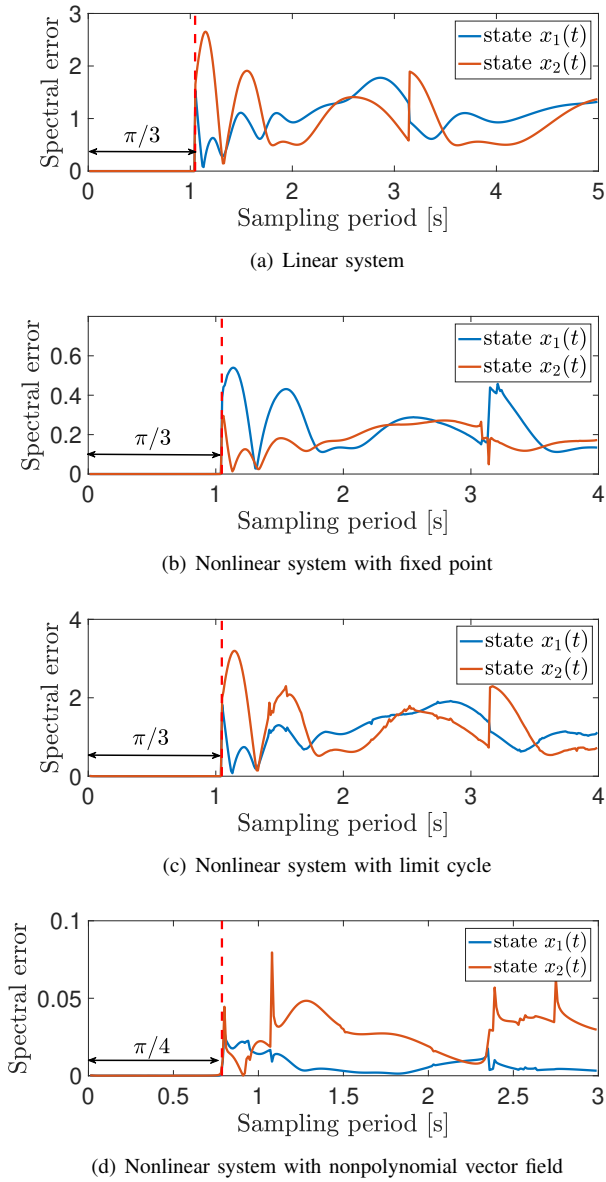 3
2
1
0
Spectral error
state x₁(t)
state x₂(t)
π/3
0 1 2 3 4 5
Sampling period [s]
(a) Linear system
0.6
0.4
0.2
0
Spectral error
state x₁(t)
state x₂(t)
π/3
0 1 2 3 4
Sampling period [s]
(b) Nonlinear system with fixed point
4
2
0
Spectral error
state x₁(t)
state x₂(t)
π/3
0 1 2 3 4
Sampling period [s]
(c) Nonlinear system with limit cycle
0.1
0.05
0
Spectral error
state x₁(t)
state x₂(t)
π/4
0 0.5 1 1.5 2 2.5 3
Sampling period [s]
(d) Nonlinear system with nonpolynomial vector field